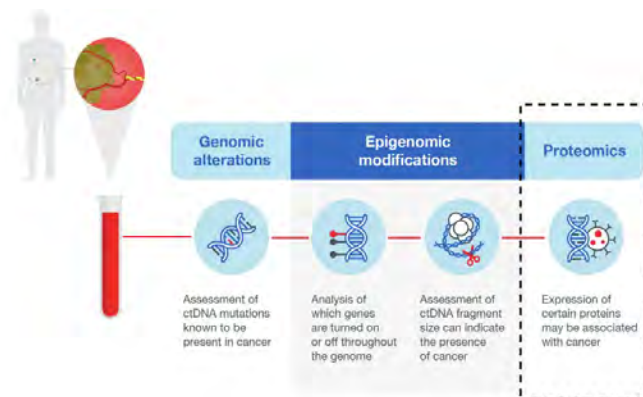 Genomic
alterations
Epigenomic
modifications
Proteomics
Assessment of
ctDNA mutations
known to be
present in cancer
Analysis of
which genes
are turned on
or off throughout
the genome
Assessment of
ctDNA fragment
size can indicate
the presence
of cancer
Expression of
certain proteins
may be associated
with cancer